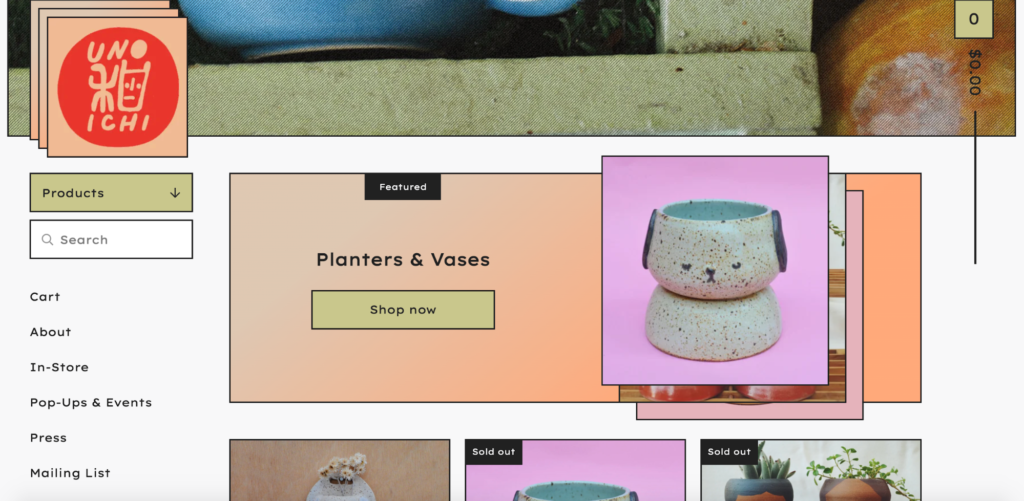 0
$0.00
UNO
ICHI
Products
Search
Cart
About
In-Store
Pop-Ups & Events
Press
Mailing List
Featured
Planters & Vases
Shop now
Sold out
Sold out